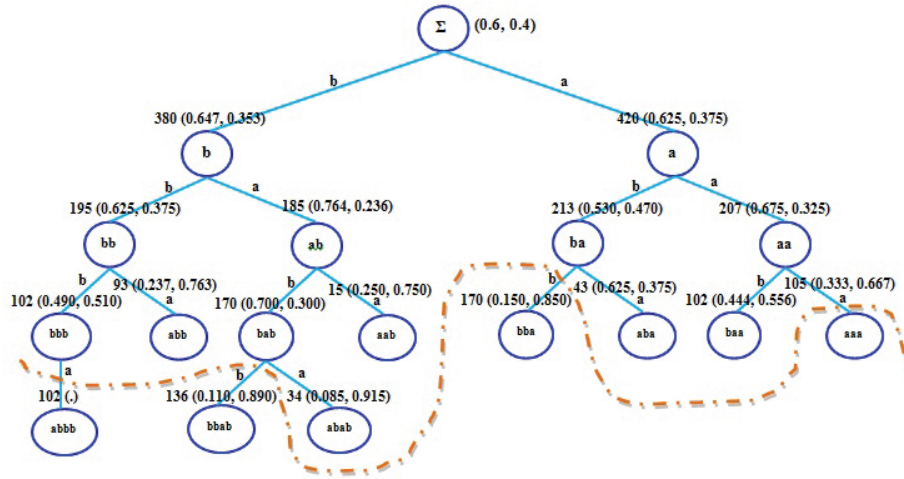 Σ (0.6, 0.4)
b a
380 (0.647, 0.353) 420 (0.625, 0.375)
b a
b a b a
195 (0.625, 0.375) 185 (0.764, 0.236) 213 (0.530, 0.470) 207 (0.675, 0.325)
bb ab ba aa
b 93 (0.237, 0.763) b 15 (0.250, 0.750) b 43 (0.625, 0.375) b 105 (0.333, 0.667)
102 (0.490, 0.510) a 170 (0.700, 0.300) a 170 (0.150, 0.850) a 102 (0.444, 0.556) a
bbb abb bab aab bba aba baa aaa
a b a
102 (.) 136 (0.110, 0.890) 34 (0.085, 0.915)
abbb bbab abab